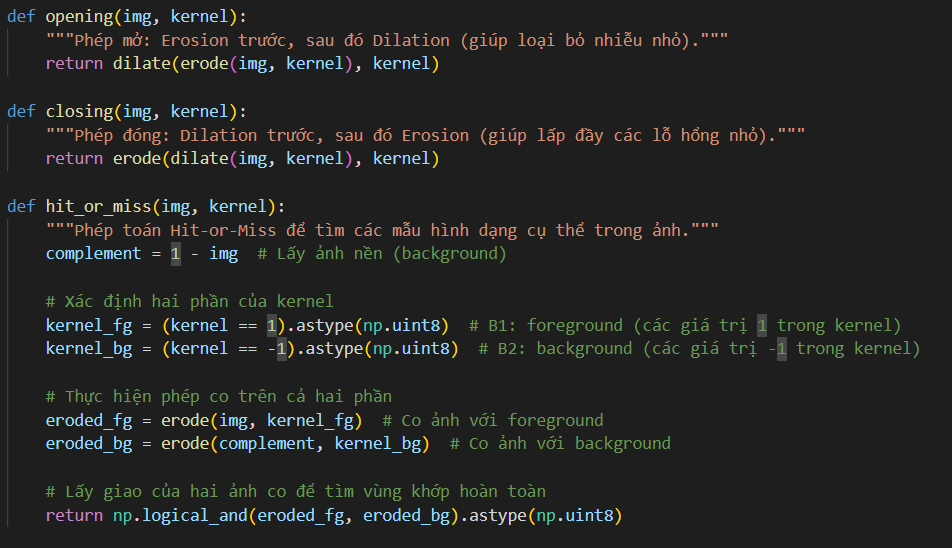 def opening(img, kernel):
    """Phép mở: Erosion trước, sau đó Dilation (giúp loại bỏ nhiễu nhỏ)."""
    return dilate(erode(img, kernel), kernel)

def closing(img, kernel):
    """Phép đóng: Dilation trước, sau đó Erosion (giúp lấp đầy các lỗ hổng nhỏ)."""
    return erode(dilate(img, kernel), kernel)

def hit_or_miss(img, kernel):
    """Phép toán Hit-or-Miss để tìm các mẫu hình dạng cụ thể trong ảnh."""
    complement = 1 - img  # Lấy ảnh nền (background)

    # Xác định hai phần của kernel
    kernel_fg = (kernel == 1).astype(np.uint8)  # B1: foreground (các giá trị 1 trong kernel)
    kernel_bg = (kernel == -1).astype(np.uint8)  # B2: background (các giá trị -1 trong kernel)

    # Thực hiện phép co trên cả hai phần
    eroded_fg = erode(img, kernel_fg)  # Co ảnh với foreground
    eroded_bg = erode(complement, kernel_bg)  # Co ảnh với background

    # Lấy giao của hai ảnh co để tìm vùng khớp hoàn toàn
    return np.logical_and(eroded_fg, eroded_bg).astype(np.uint8)